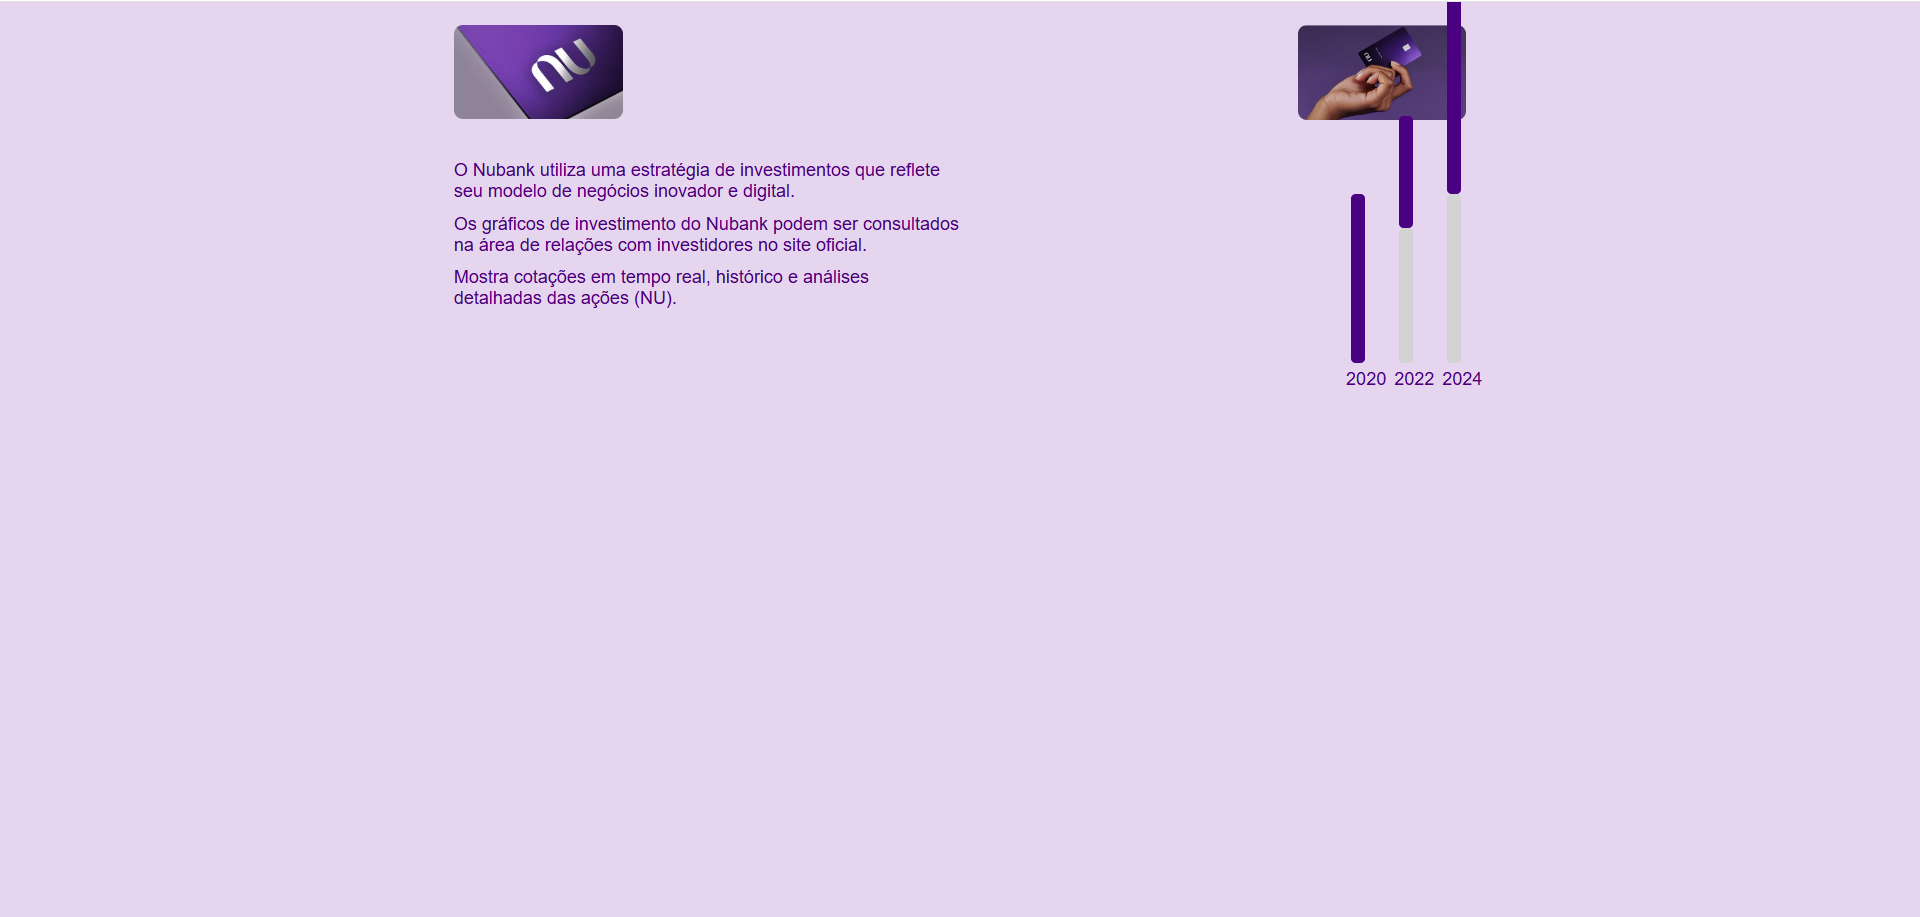 nu
O Nubank utiliza uma estratégia de investimentos que reflete
seu modelo de negócios inovador e digital.
Os gráficos de investimento do Nubank podem ser consultados
na área de relações com investidores no site oficial.
Mostra cotações em tempo real, histórico e análises
detalhadas das ações (NU).
nu
2020 2022 2024